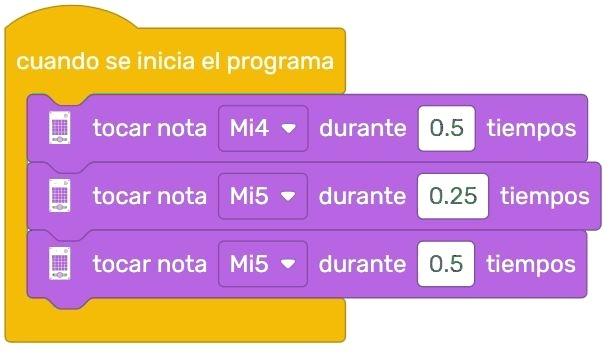 cuando se inicia el programa
tocar nota Mi4 durante 0.5 tiempos
tocar nota Mi5 durante 0.25 tiempos
tocar nota Mi5 durante 0.5 tiempos